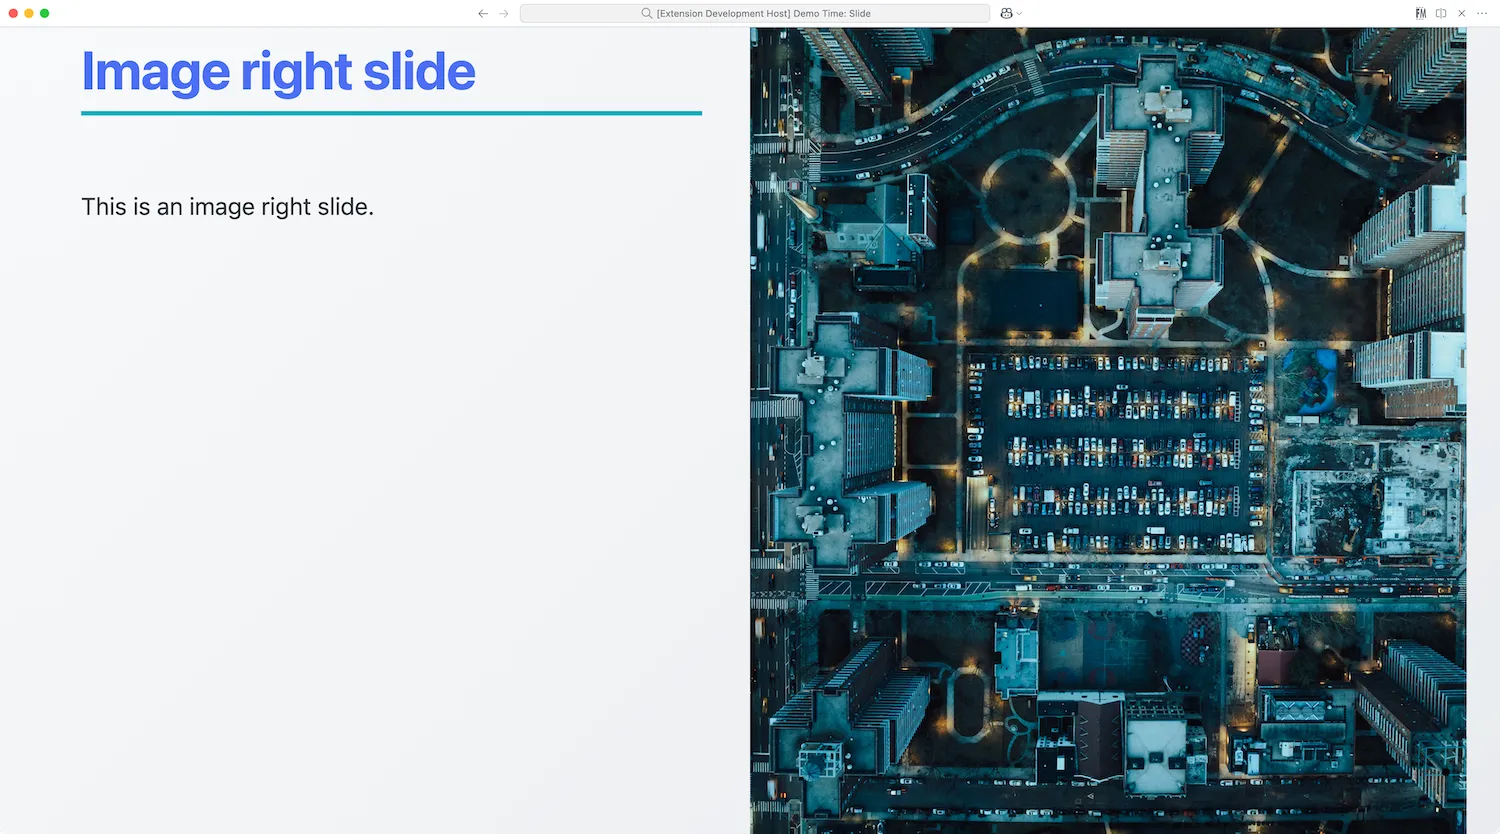 [Extension Development Host] Demo Time: Slide
Image right slide
This is an image right slide.